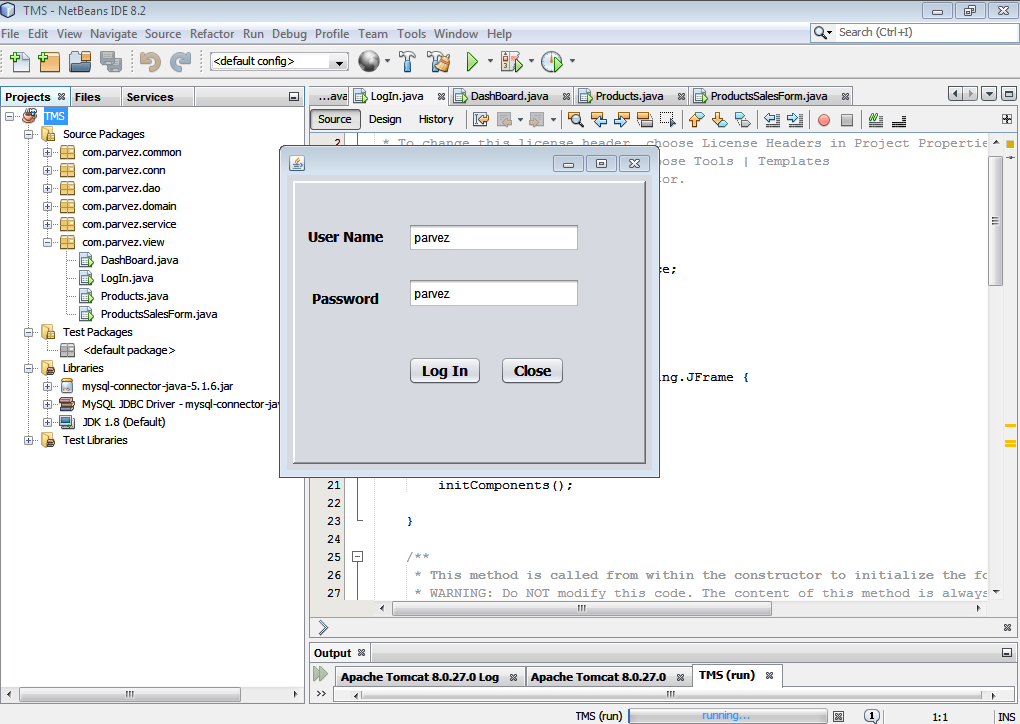 TMS - NetBeans IDE 8.2
File Edit View Navigate Source Refactor Run Debug Profile Team Tools Window Help
Search (Ctrl+I)
<default config>
Projects Files Services
...ava LogIn.java DashBoard.java Products.java ProductsSalesForm.java
Source Design History
TMS
Source Packages
com.parvez.common
com.parvez.conn
com.parvez.dao
com.parvez.domain
com.parvez.service
com.parvez.view
DashBoard.java
LogIn.java
Products.java
ProductsSalesForm.java
Test Packages
<default package>
Libraries
mysql-connector-java-5.1.6.jar
MySQL JDBC Driver - mysql-connector-jav
JDK 1.8 (Default)
Test Libraries
2 * To change this license header, choose License Headers in Project Propertie
oose Tools | Templates
tor.
ce;
ng.JFrame {
User Name parvez
Password parvez
Log In Close
21 initComponents();
22
23 }
24
25 /**
26 * This method is called from within the constructor to initialize the fo
27 * WARNING: Do NOT modify this code. The content of this method is always
Output
Apache Tomcat 8.0.27.0 Log Apache Tomcat 8.0.27.0 TMS (run)
TMS (run) running... 1 1:1 INS